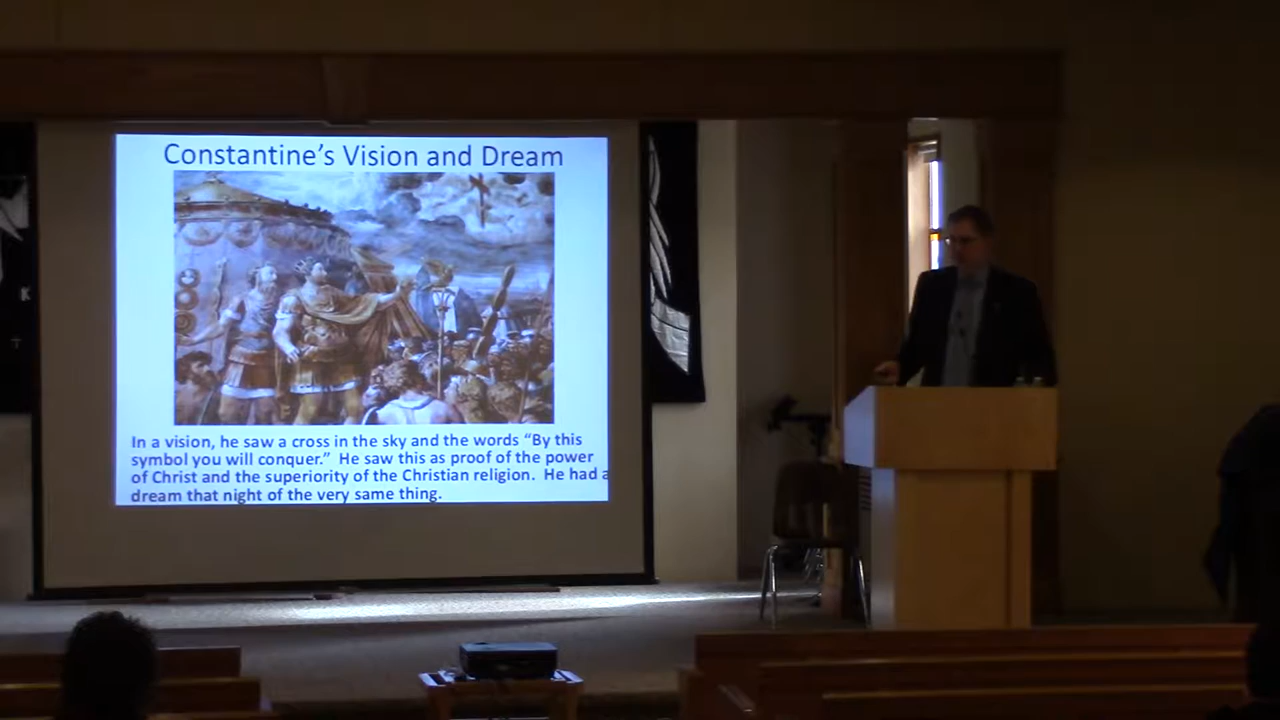 Constantine's Vision and Dream
In a vision, he saw a cross in the sky and the words “By this
symbol you will conquer.”  He saw this as proof of the power
of Christ and the superiority of the Christian religion.  He had a
dream that night of the very same thing.
K
T